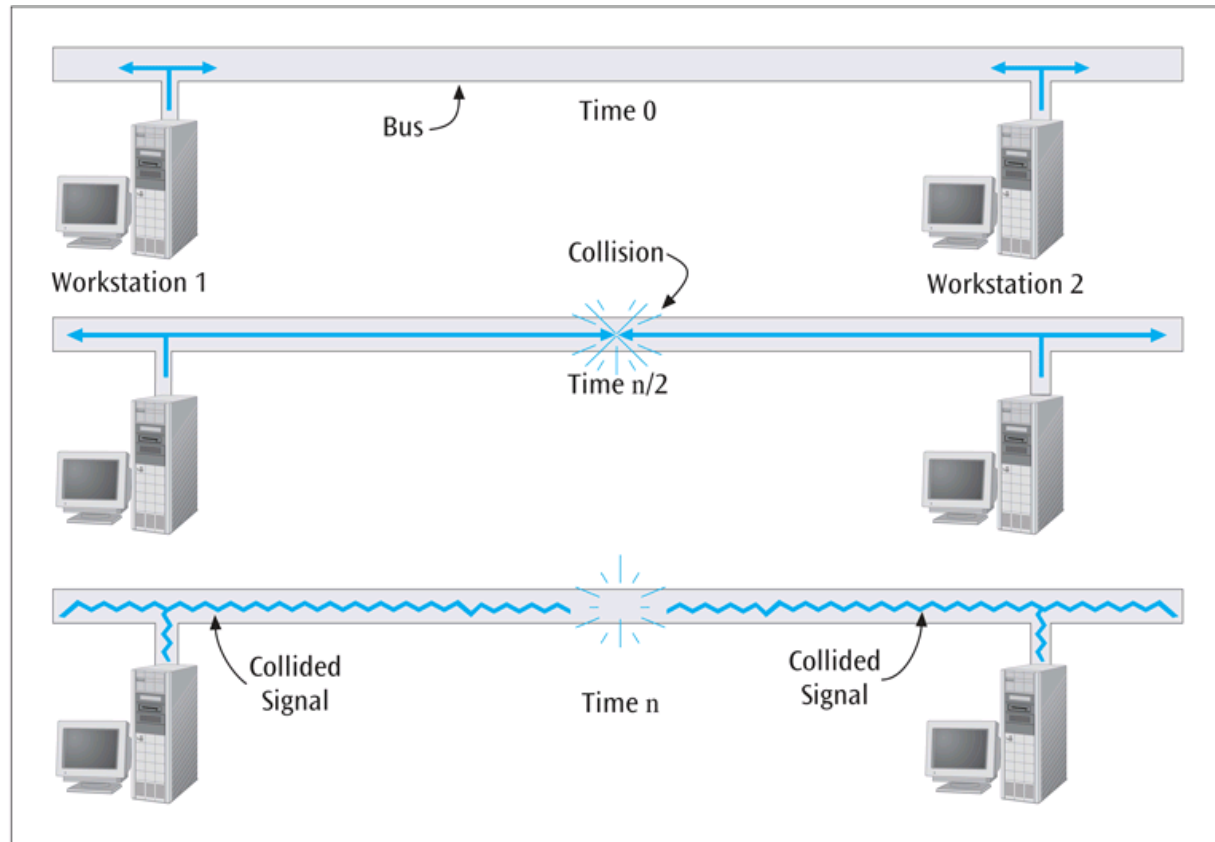 Bus
Time 0
Workstation 1
Collision
Workstation 2
Time n/2
Collided
Signal
Time n
Collided
Signal